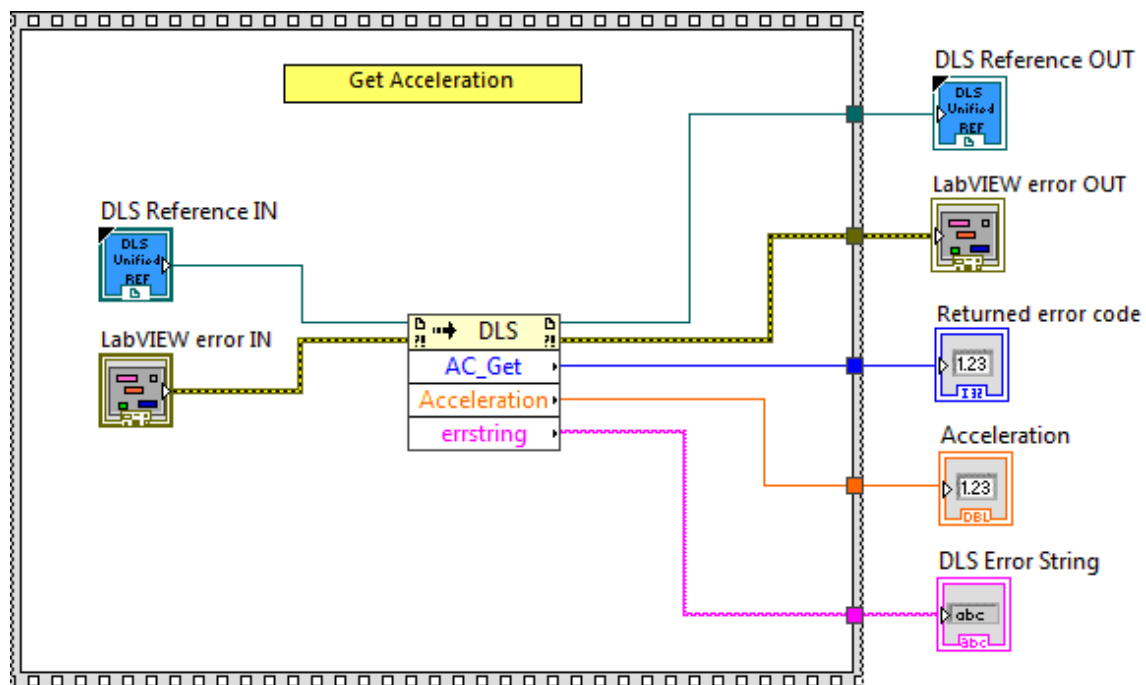 Get Acceleration
DLS Reference OUT
DLS
Unified
REF
LabVIEW error OUT
DLS Reference IN
DLS
Unified
REF
LabVIEW error IN
?! DLS ?!
AC_Get
Acceleration
errstring
Returned error code
1.23
I32
Acceleration
1.23
DBL
DLS Error String
abc
abc